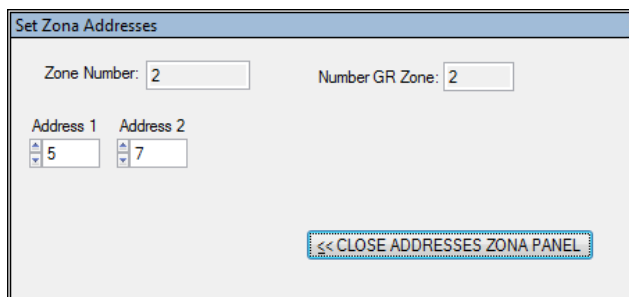 Set Zona Addresses
Zone Number: 2 Number GR Zone: 2
Address 1 Address 2
5 7
<< CLOSE ADDRESSES ZONA PANEL